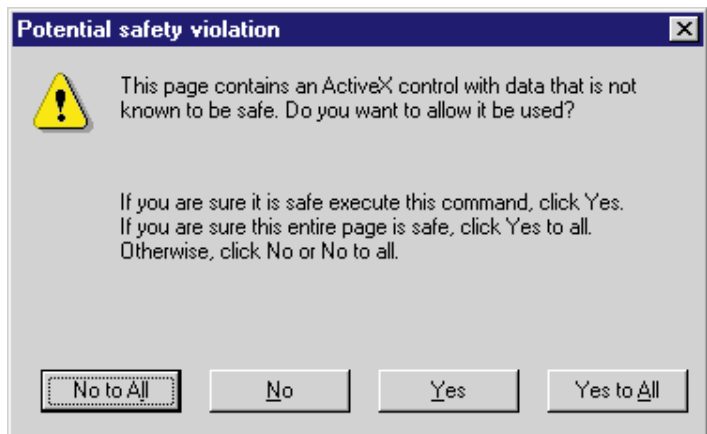 Potential safety violation
This page contains an ActiveX control with data that is not
known to be safe. Do you want to allow it be used?
If you are sure it is safe execute this command, click Yes.
If you are sure this entire page is safe, click Yes to all.
Otherwise, click No or No to all.
No to All No Yes Yes to All